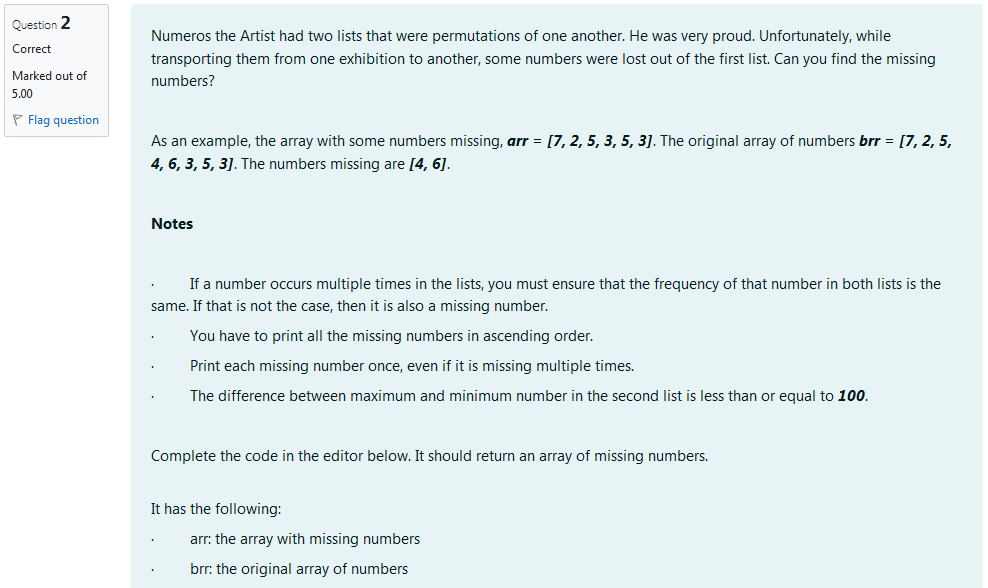 Question 2
Correct
Marked out of
5.00
Flag question
Numeros the Artist had two lists that were permutations of one another. He was very proud. Unfortunately, while
transporting them from one exhibition to another, some numbers were lost out of the first list. Can you find the missing
numbers?
As an example, the array with some numbers missing, arr = [7, 2, 5, 3, 5, 3]. The original array of numbers brr = [7, 2, 5,
4, 6, 3, 5, 3]. The numbers missing are [4, 6].
Notes
· If a number occurs multiple times in the lists, you must ensure that the frequency of that number in both lists is the
same. If that is not the case, then it is also a missing number.
· You have to print all the missing numbers in ascending order.
· Print each missing number once, even if it is missing multiple times.
· The difference between maximum and minimum number in the second list is less than or equal to 100.
Complete the code in the editor below. It should return an array of missing numbers.
It has the following:
· arr: the array with missing numbers
· brr: the original array of numbers